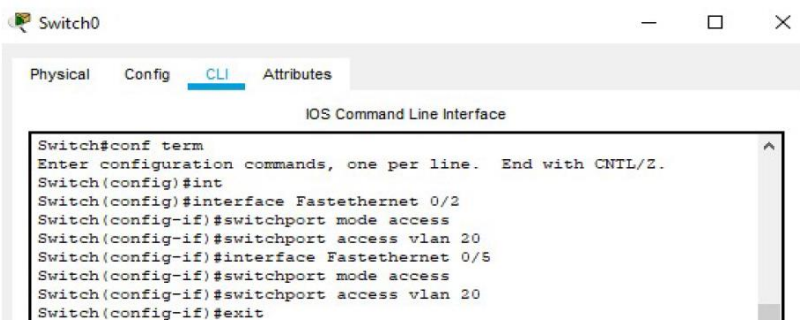 Switch0
Physical Config CLI Attributes
IOS Command Line Interface
Switch#conf term
Enter configuration commands, one per line.  End with CNTL/Z.
Switch(config)#int
Switch(config)#interface Fastethernet 0/2
Switch(config-if)#switchport mode access
Switch(config-if)#switchport access vlan 20
Switch(config-if)#interface Fastethernet 0/5
Switch(config-if)#switchport mode access
Switch(config-if)#switchport access vlan 20
Switch(config-if)#exit